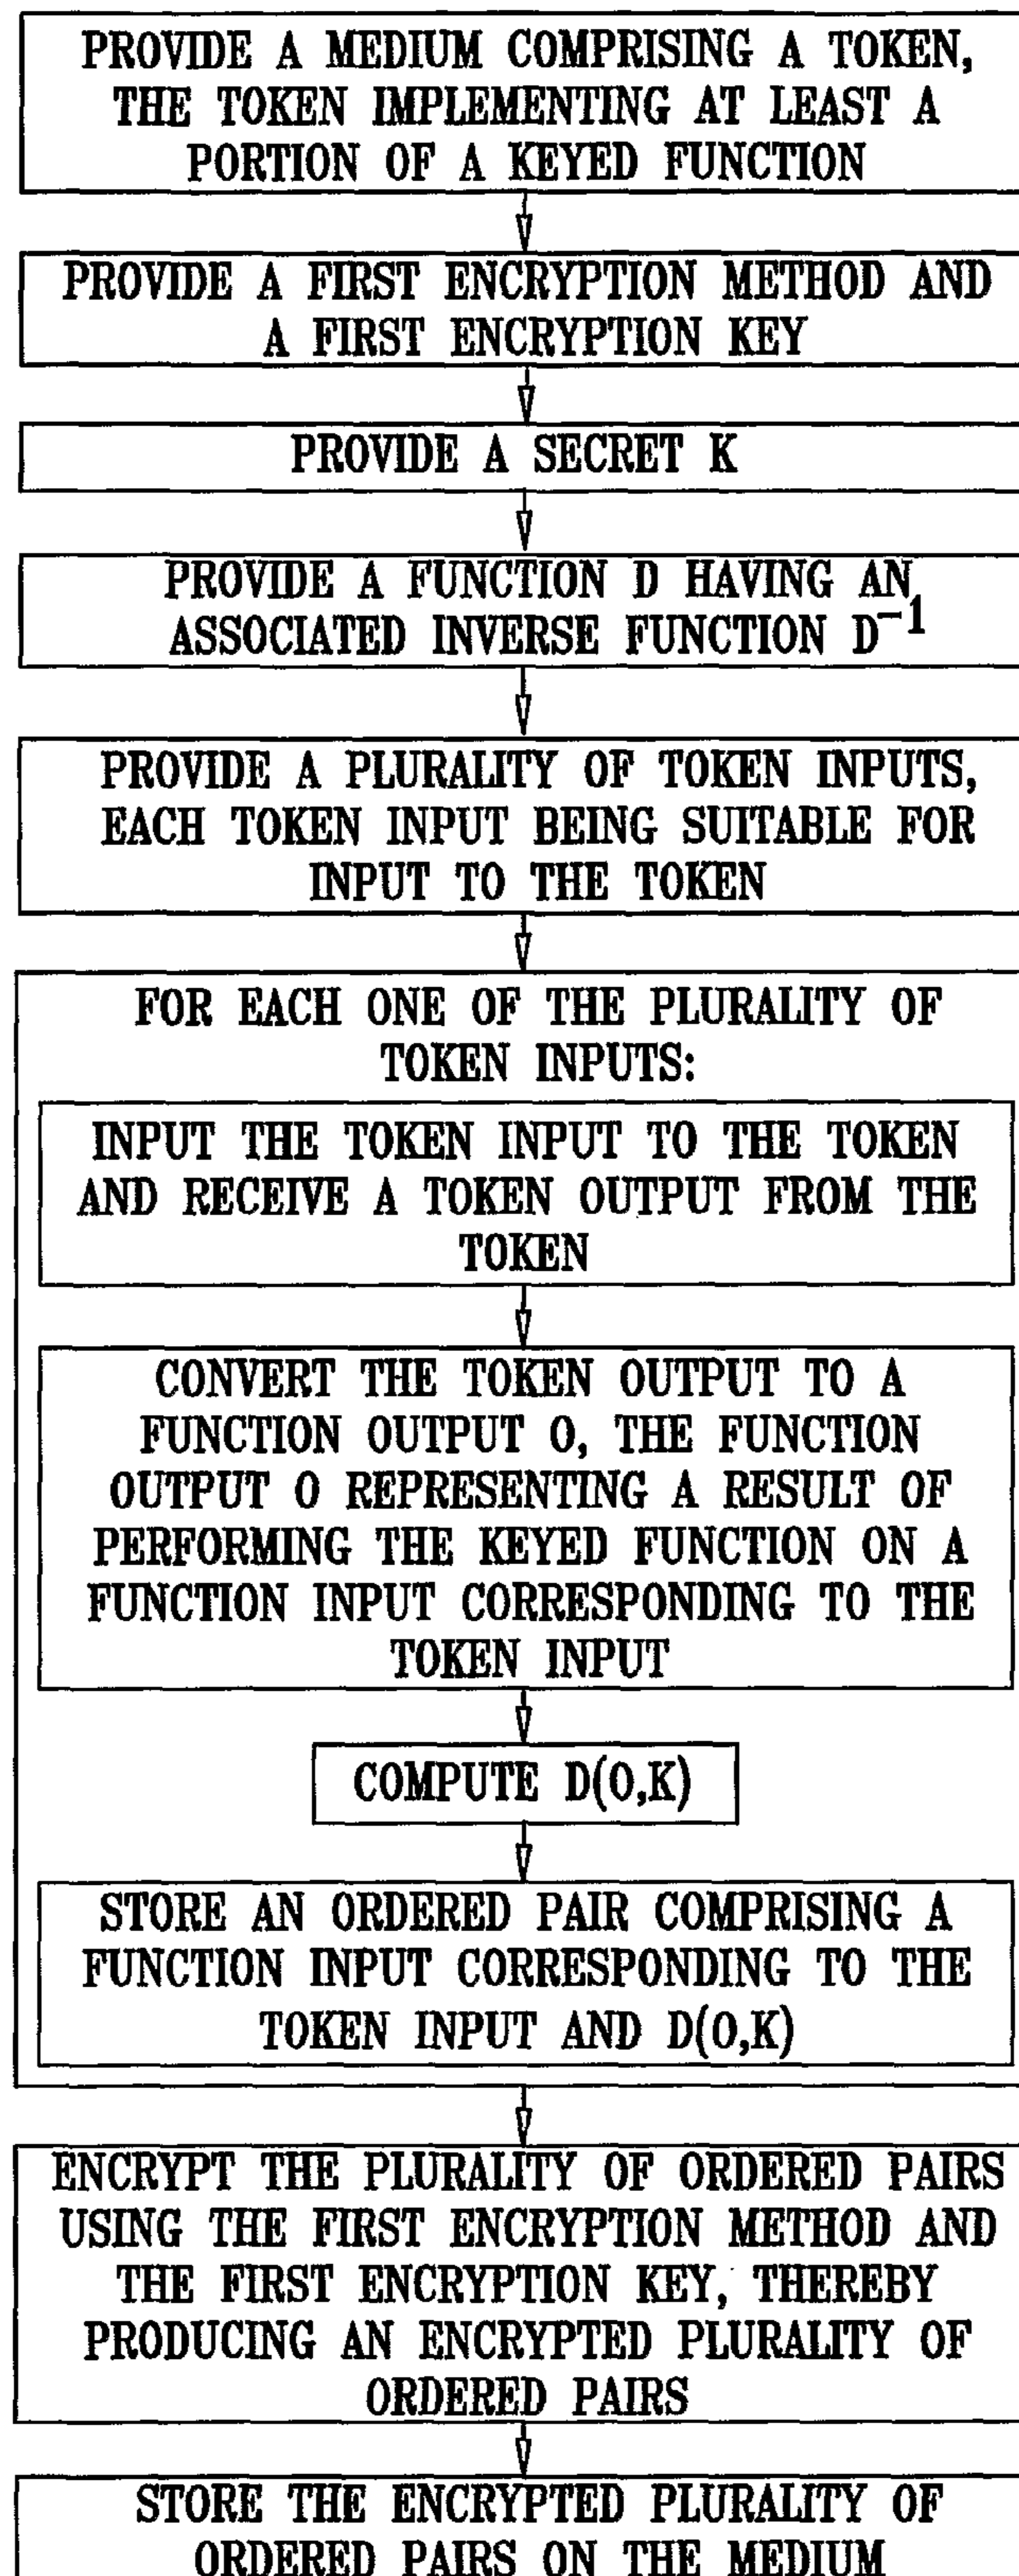 PROVIDE A MEDIUM COMPRISING A TOKEN,
THE TOKEN IMPLEMENTING AT LEAST A
PORTION OF A KEYED FUNCTION
PROVIDE A FIRST ENCRYPTION METHOD AND
A FIRST ENCRYPTION KEY
PROVIDE A SECRET K
PROVIDE A FUNCTION D HAVING AN
ASSOCIATED INVERSE FUNCTION D⁻¹
PROVIDE A PLURALITY OF TOKEN INPUTS,
EACH TOKEN INPUT BEING SUITABLE FOR
INPUT TO THE TOKEN
FOR EACH ONE OF THE PLURALITY OF
TOKEN INPUTS:
INPUT THE TOKEN INPUT TO THE TOKEN
AND RECEIVE A TOKEN OUTPUT FROM THE
TOKEN
CONVERT THE TOKEN OUTPUT TO A
FUNCTION OUTPUT O, THE FUNCTION
OUTPUT O REPRESENTING A RESULT OF
PERFORMING THE KEYED FUNCTION ON A
FUNCTION INPUT CORRESPONDING TO THE
TOKEN INPUT
COMPUTE D(O,K)
STORE AN ORDERED PAIR COMPRISING A
FUNCTION INPUT CORRESPONDING TO THE
TOKEN INPUT AND D(O,K)
ENCRYPT THE PLURALITY OF ORDERED PAIRS
USING THE FIRST ENCRYPTION METHOD AND
THE FIRST ENCRYPTION KEY, THEREBY
PRODUCING AN ENCRYPTED PLURALITY OF
ORDERED PAIRS
STORE THE ENCRYPTED PLURALITY OF
ORDERED PAIRS ON THE MEDIUM